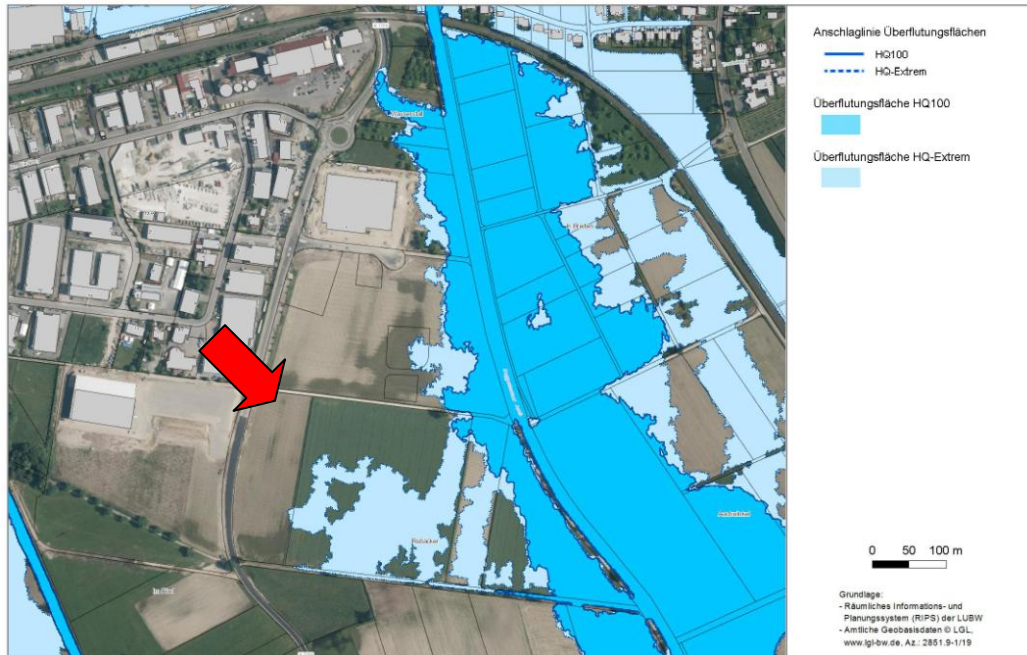 Anschlaglinie Überflutungsflächen
HQ100
HQ-Extrem
Überflutungsfläche HQ100
Überflutungsfläche HQ-Extrem
0 50 100 m
Grundlage:
- Räumliches Informations- und
Planungssystem (RIPS) der LUBW
- Amtliche Geobasisdaten © LGL,
www.lgl-bw.de, Az.: 2851.9-1/19